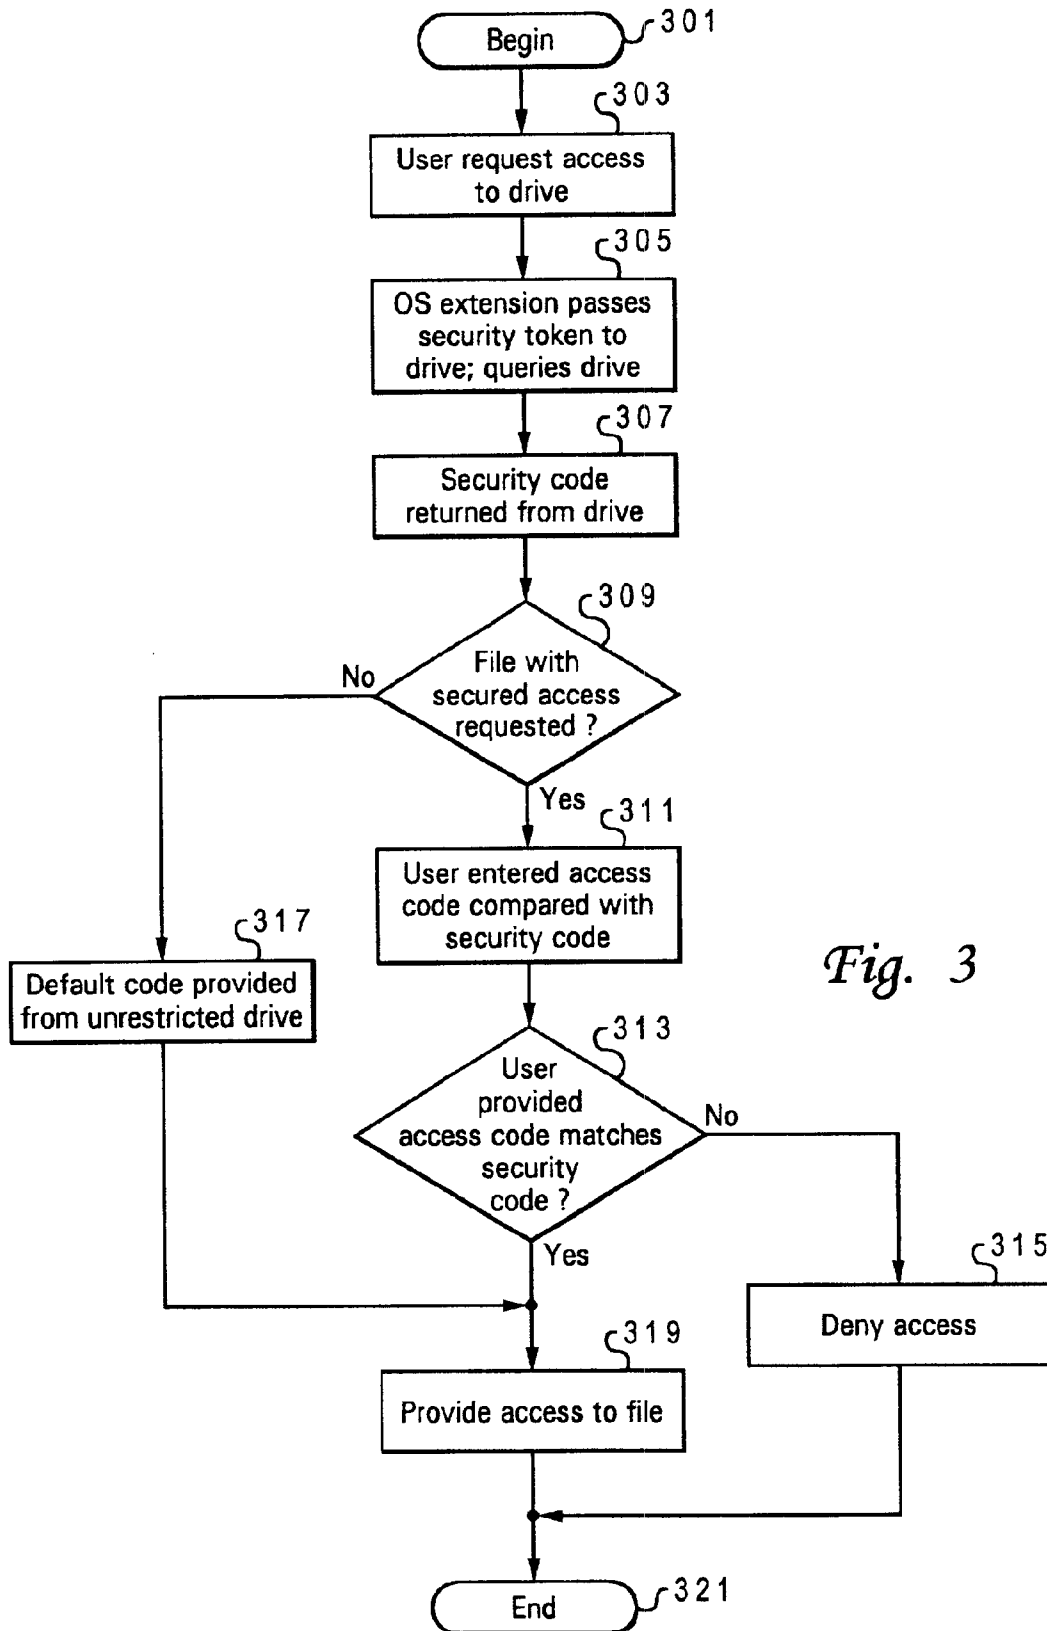 Begin
301
303
User request access
to drive
305
OS extension passes
security token to
drive; queries drive
307
Security code
returned from drive
309
File with
secured access
requested ?
No
Yes
311
User entered access
code compared with
security code
317
Default code provided
from unrestricted drive
Fig. 3
313
User
provided
access code matches
security
code ?
No
Yes
315
Deny access
319
Provide access to file
End
321